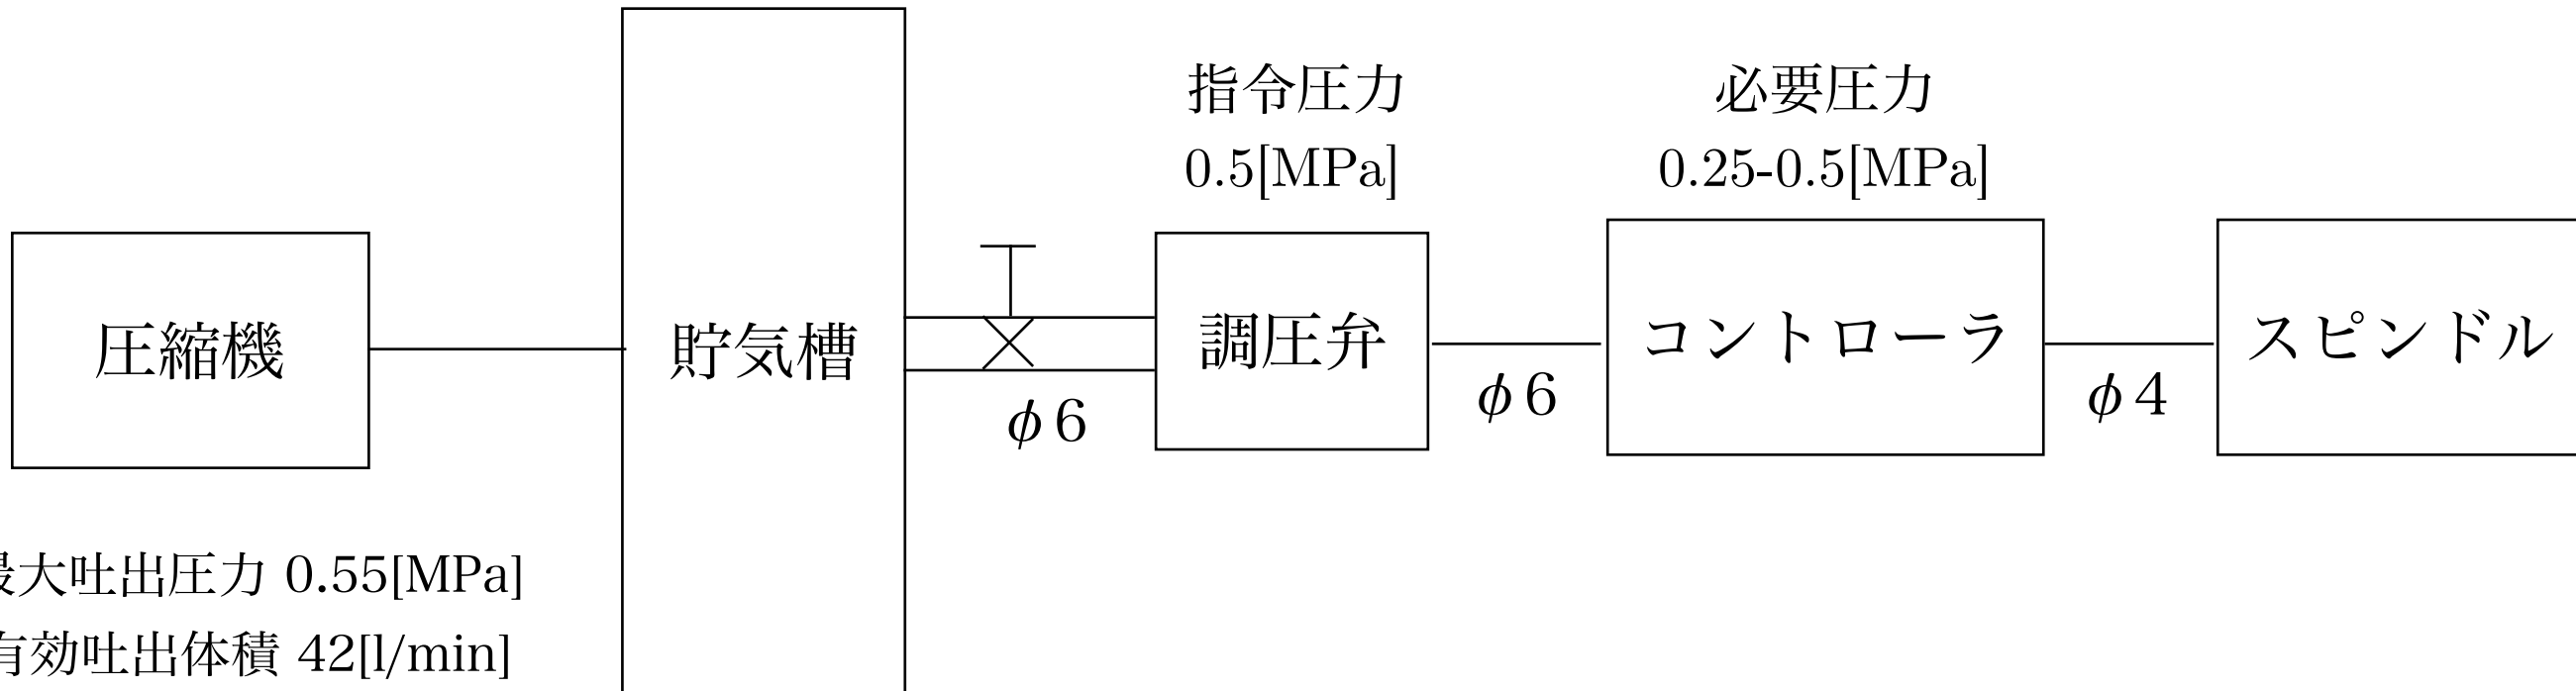 指令圧力
0.5[MPa]
必要圧力
0.25-0.5[MPa]
圧縮機
貯気槽
調圧弁
コントローラ
スピンドル
ϕ6
ϕ6
ϕ4
最大吐出圧力 0.55[MPa]
有効吐出体積 42[l/min]